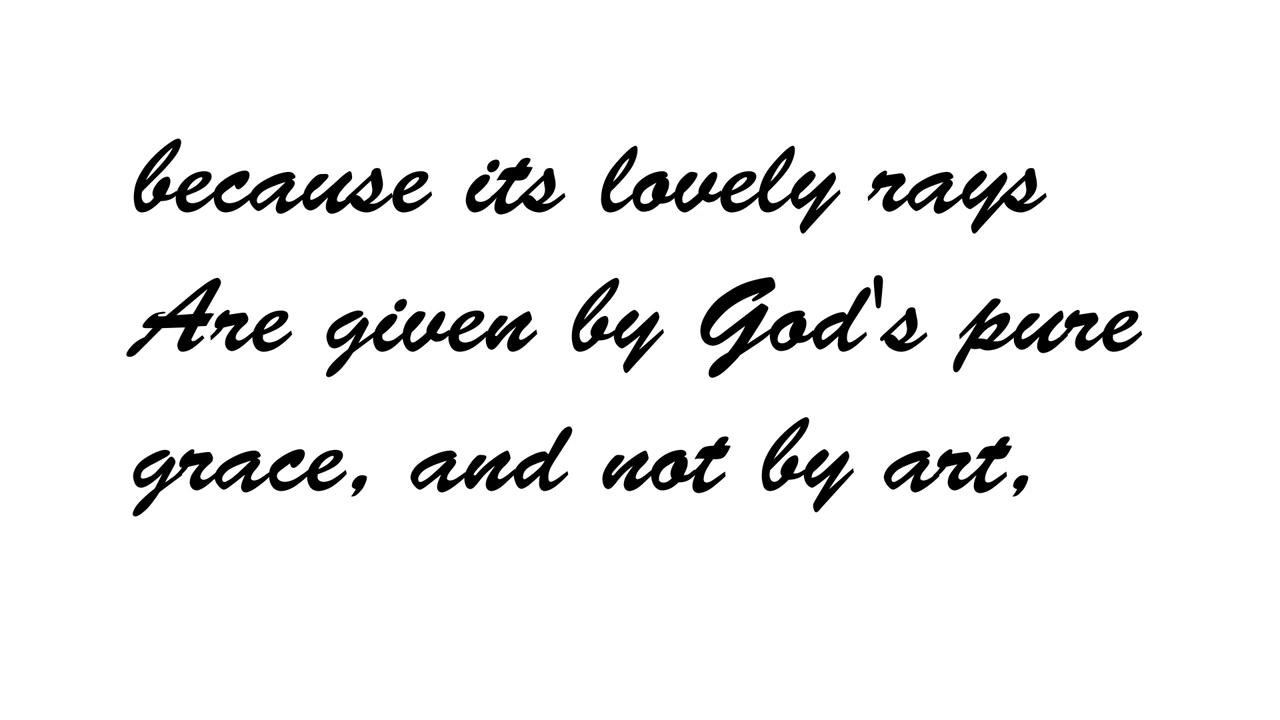 because its lovely rays
Are given by God's pure
grace, and not by art,